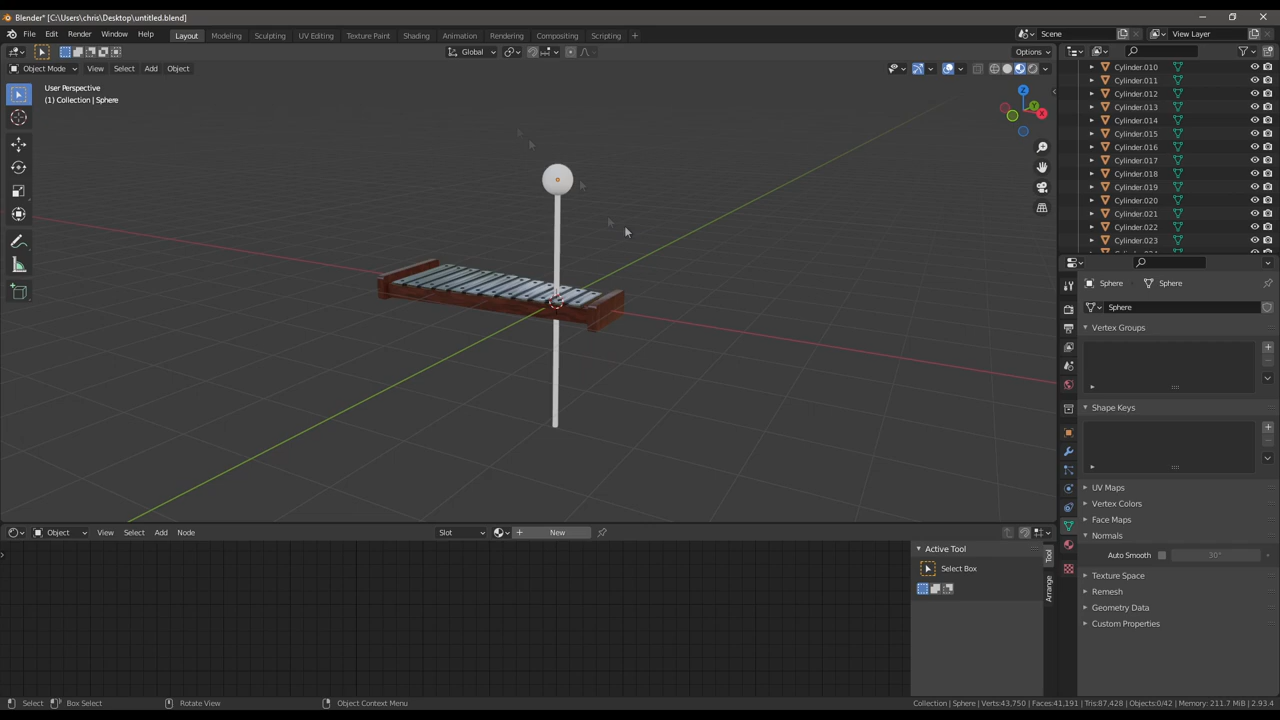 Blender* [C:\Users\chris\Desktop\untitled.blend]
File Edit Render Window Help Layout Modeling Sculpting UV Editing Texture Paint Shading Animation Rendering Compositing Scripting + Scene View Layer
Global Options
Object Mode View Select Add Object
User Perspective
(1) Collection | Sphere
Z
Y
X
Cylinder.010
Cylinder.011
Cylinder.012
Cylinder.013
Cylinder.014
Cylinder.015
Cylinder.016
Cylinder.017
Cylinder.018
Cylinder.019
Cylinder.020
Cylinder.021
Cylinder.022
Cylinder.023
Sphere Sphere
Sphere
Vertex Groups
Shape Keys
UV Maps
Vertex Colors
Face Maps
Normals
Auto Smooth 30°
Texture Space
Remesh
Geometry Data
Custom Properties
Object View Select Add Node Slot + New
Active Tool
Select Box
Tool
Arrange
Select Box Select Rotate View Object Context Menu Collection | Sphere | Verts:43,750 | Faces:41,191 | Tris:87,428 | Objects:0/42 | Memory: 211.7 MiB | 2.93.4